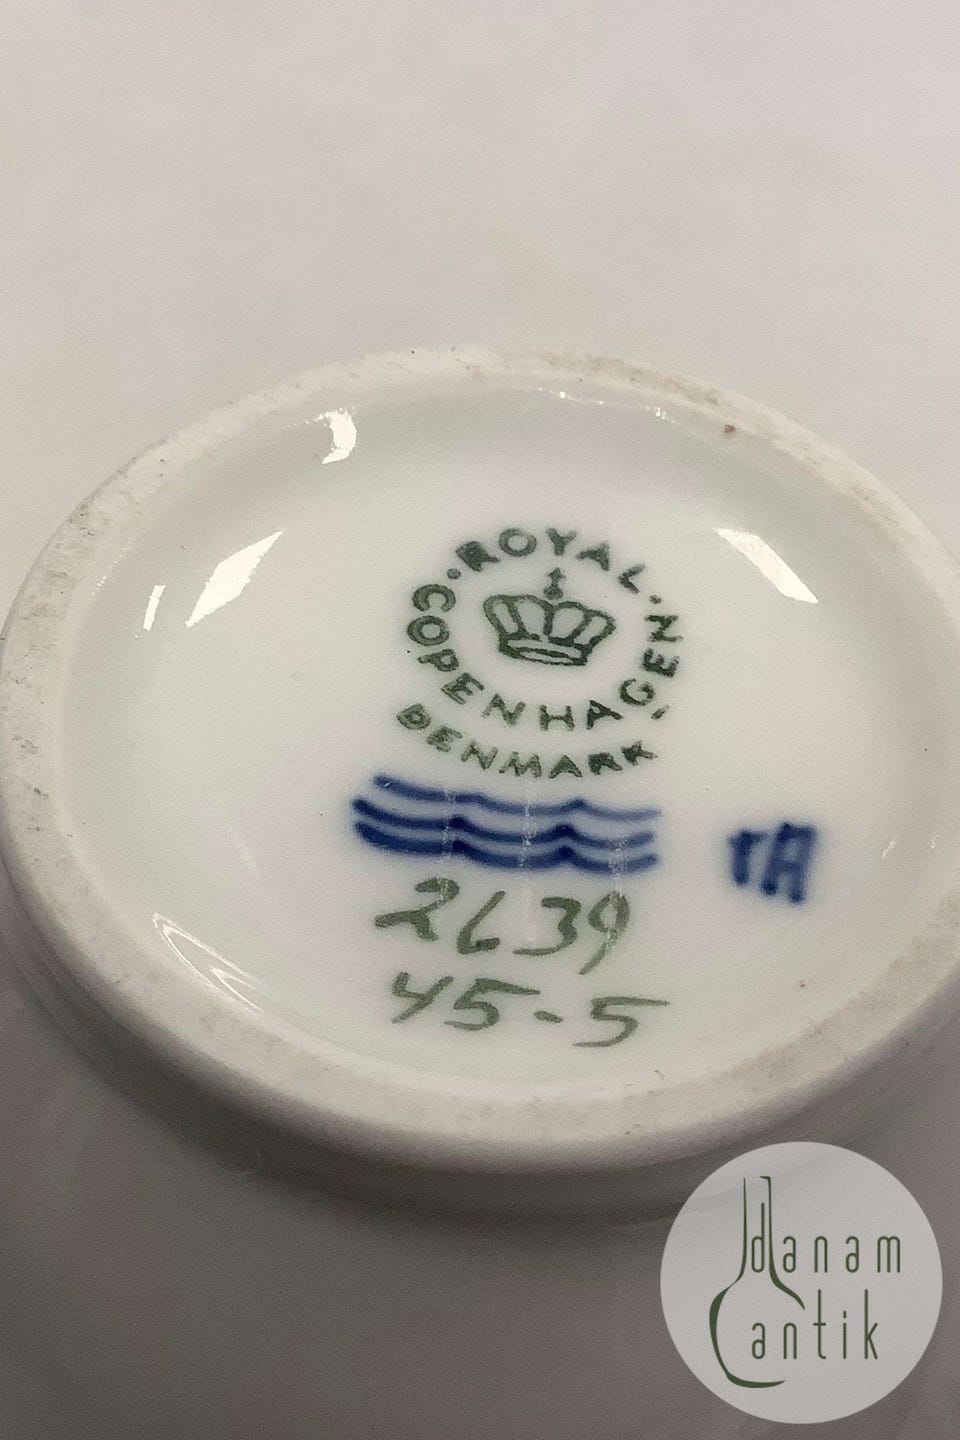 ROYAL
COPENHAGEN
DENMARK
2639
45-5
danam
antik